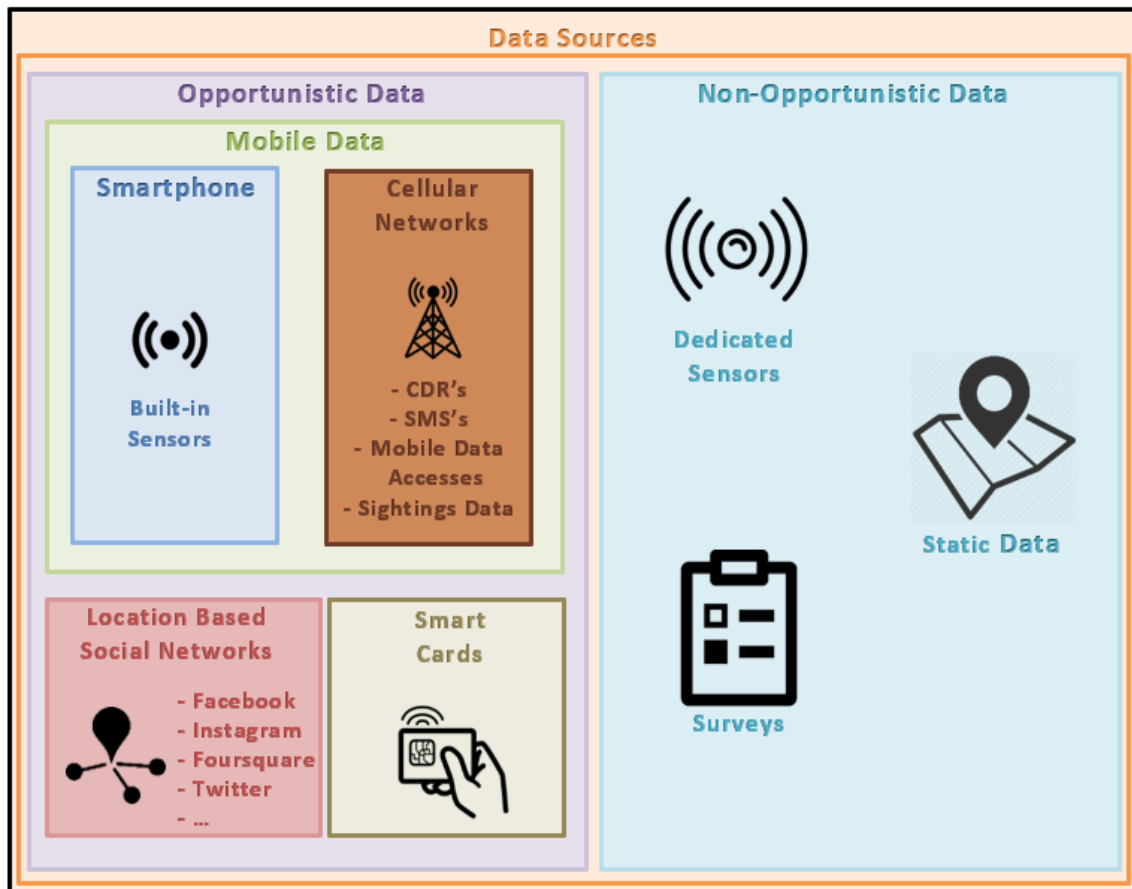 Data Sources
Opportunistic Data
Mobile Data
Smartphone
Built-in
Sensors
Cellular
Networks
- CDR's
- SMS's
- Mobile Data
Accesses
- Sightings Data
Location Based
Social Networks
- Facebook
- Instagram
- Foursquare
- Twitter
- ...
Smart
Cards
Non-Opportunistic Data
Dedicated
Sensors
Static Data
Surveys